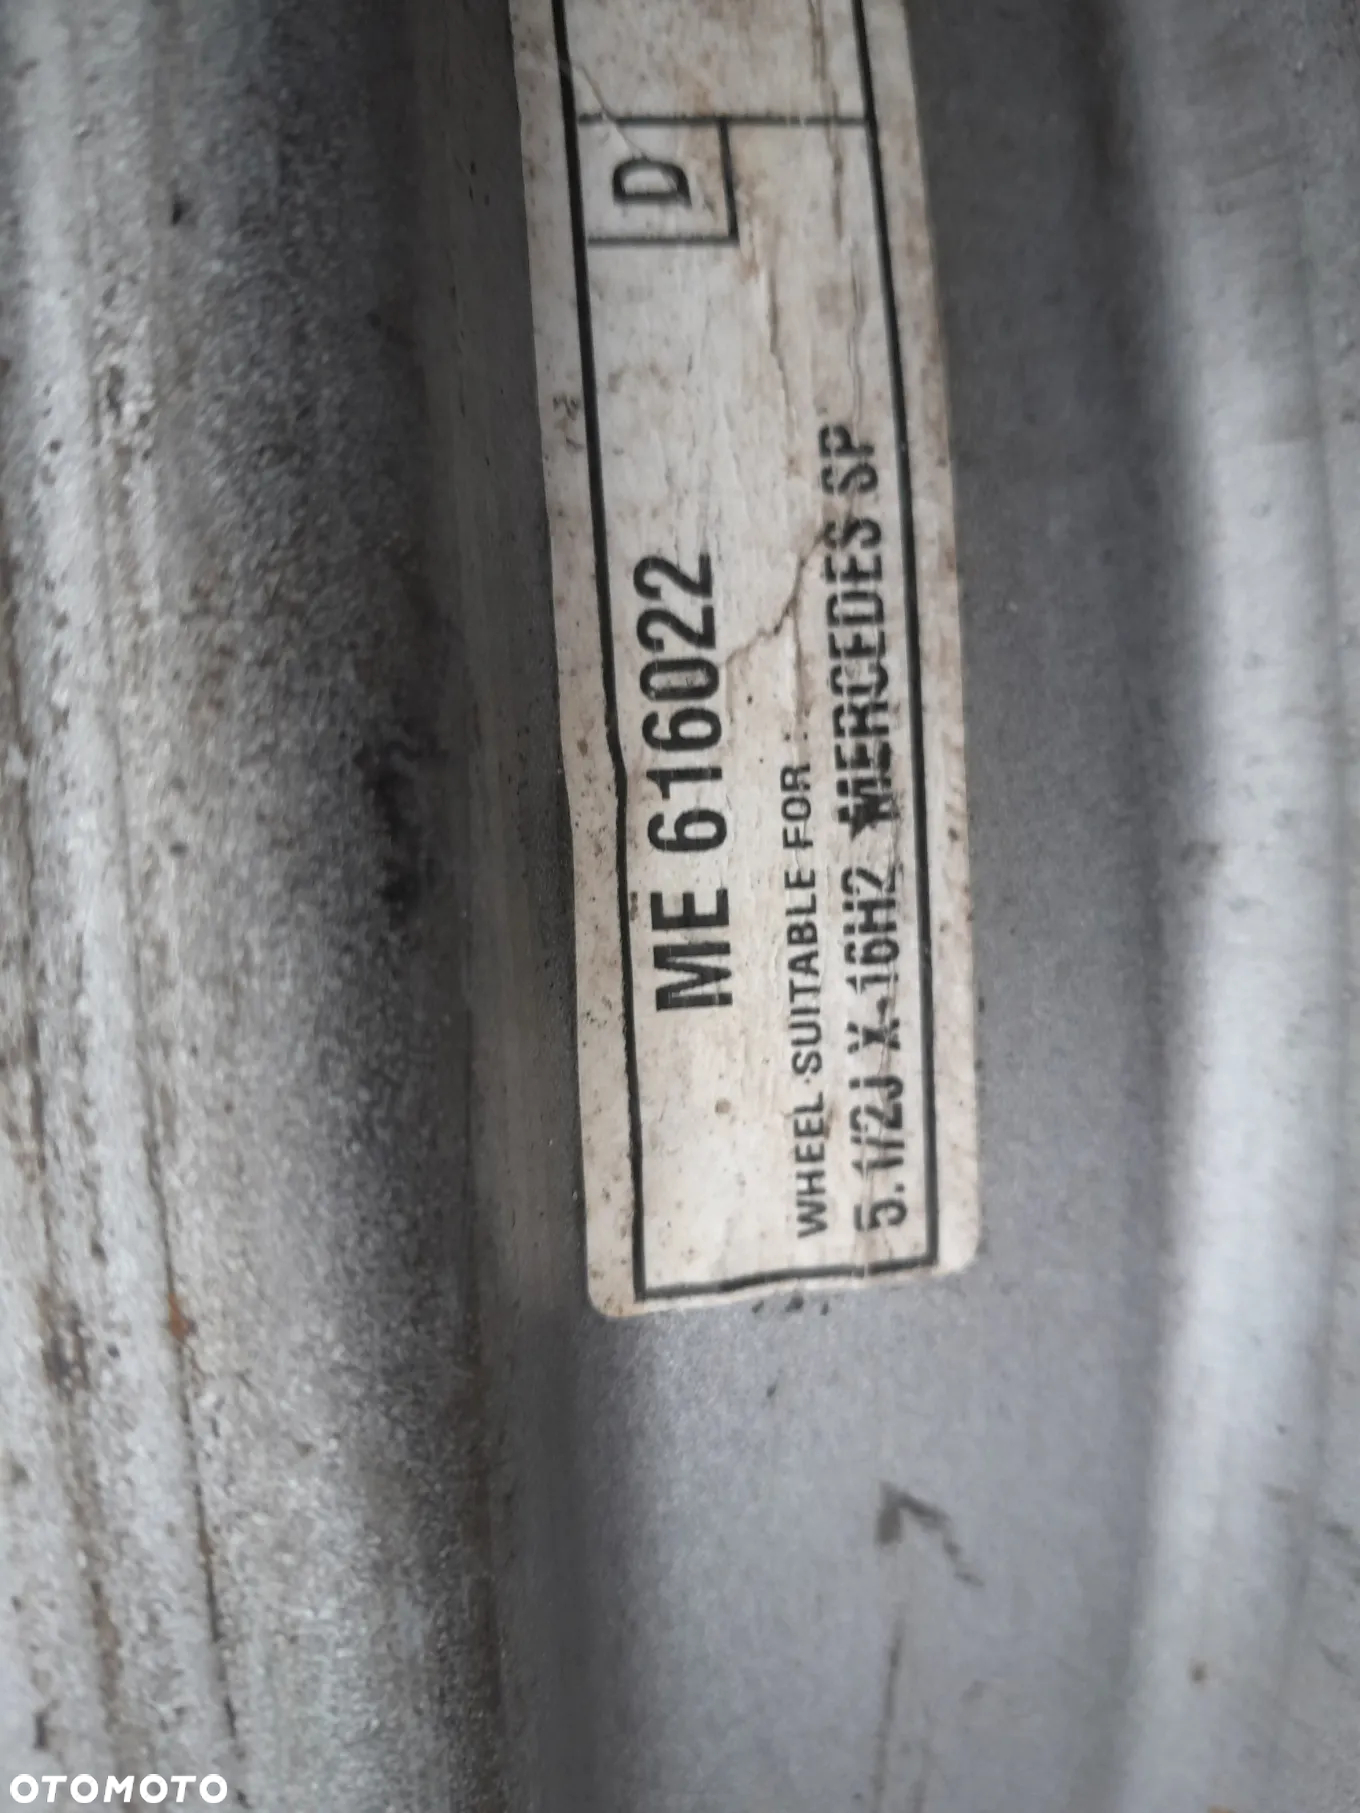 ME 616022
D
WHEEL SUITABLE FOR :
5.1/2J X 16H2 MERCEDES SP
OTOMOTO